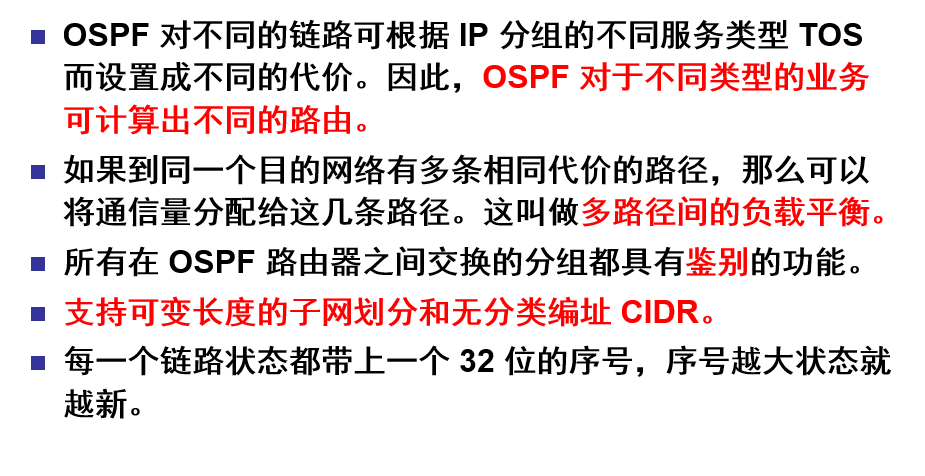 OSPF 对不同的链路可根据 IP 分组的不同服务类型 TOS
而设置成不同的代价。因此，OSPF 对于不同类型的业务
可计算出不同的路由。
如果到同一个目的网络有多条相同代价的路径，那么可以
将通信量分配给这几条路径。这叫做多路径间的负载平衡。
所有在 OSPF 路由器之间交换的分组都具有鉴别的功能。
支持可变长度的子网划分和无分类编址 CIDR。
每一个链路状态都带上一个 32 位的序号，序号越大状态就
越新。